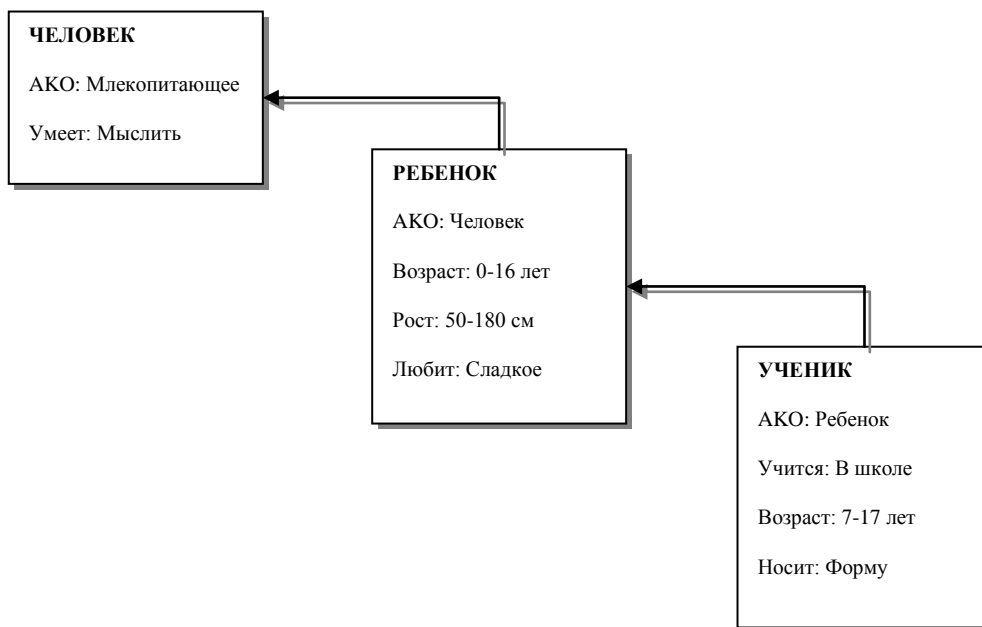 ЧЕЛОВЕК
АКО: Млекопитающее
Умеет: Мыслить
РЕБЕНОК
АКО: Человек
Возраст: 0-16 лет
Рост: 50-180 см
Любит: Сладкое
УЧЕНИК
АКО: Ребенок
Учится: В школе
Возраст: 7-17 лет
Носит: Форму